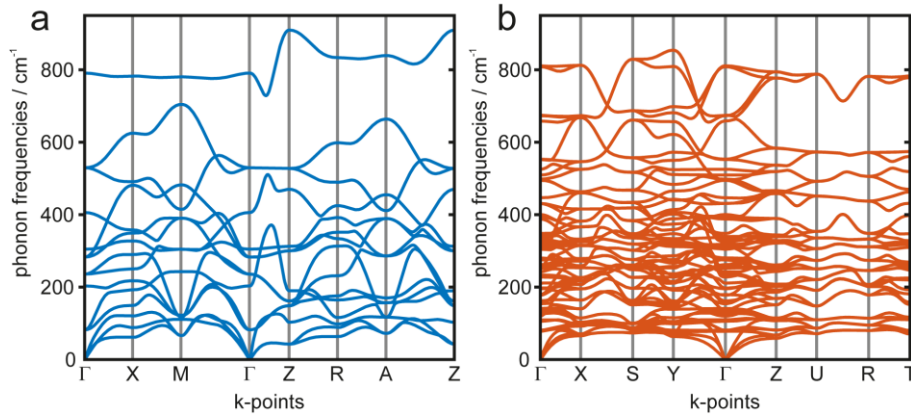 a
b
phonon frequencies / cm⁻¹
800
600
400
200
0
Γ X M Γ Z R A Z
k-points
phonon frequencies / cm⁻¹
800
600
400
200
0
Γ X S Y Γ Z U R T
k-points